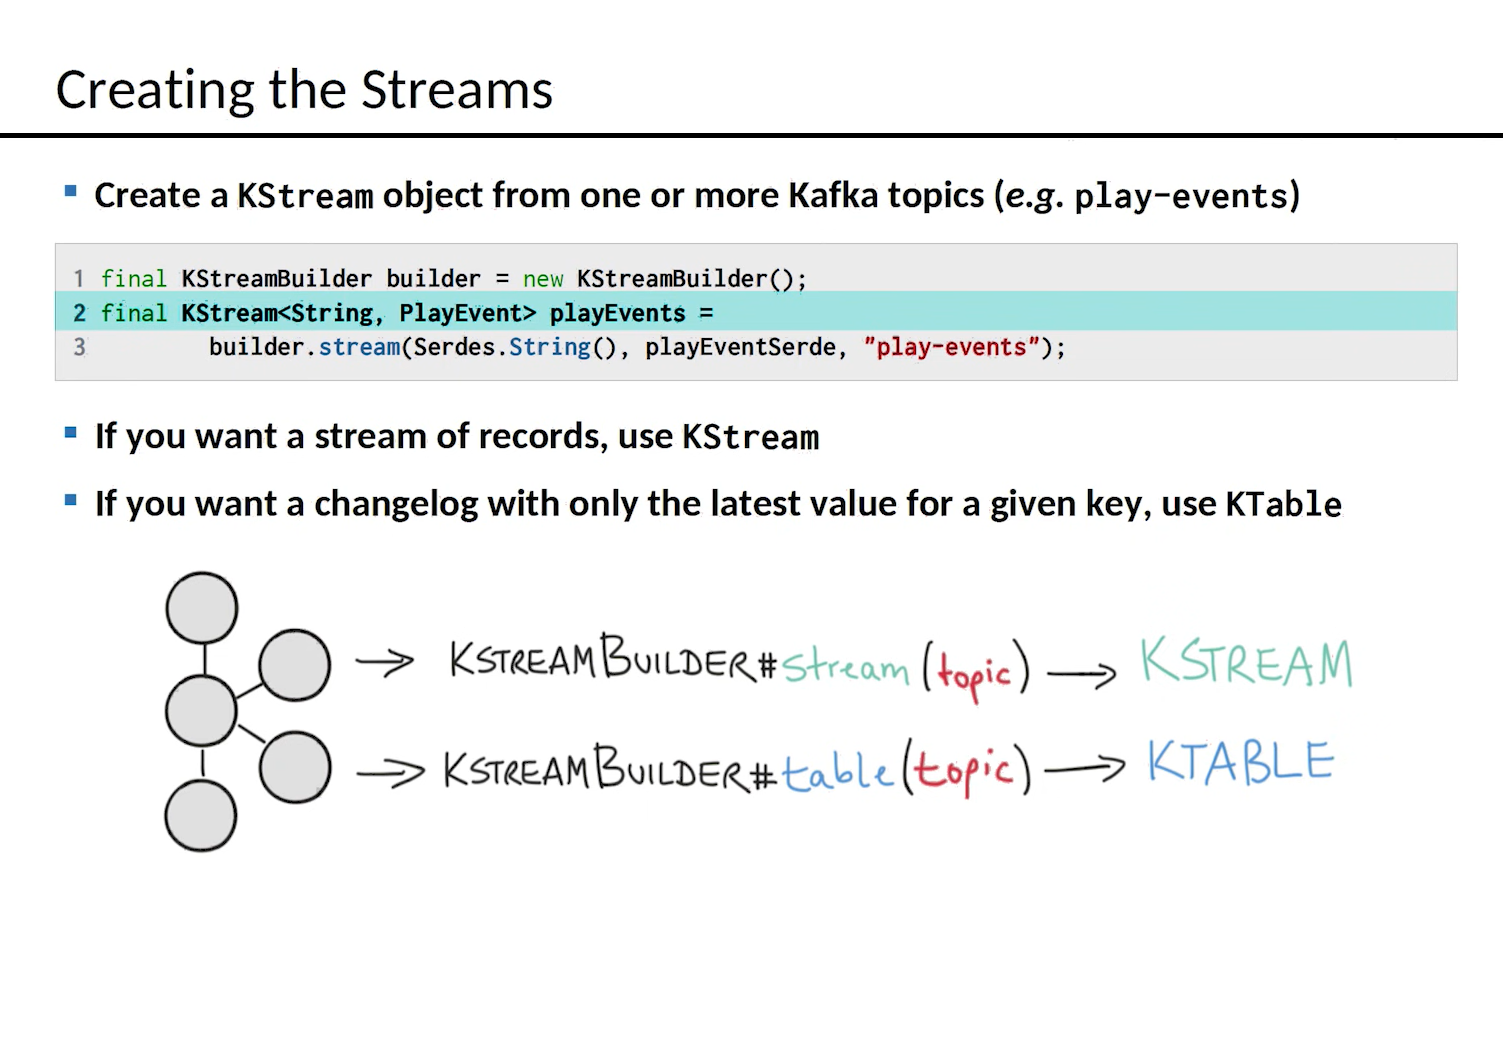 Creating the Streams
Create a KStream object from one or more Kafka topics (e.g. play-events)
1 final KStreamBuilder builder = new KStreamBuilder();
2 final KStream<String, PlayEvent> playEvents =
3 builder.stream(Serdes.String(), playEventSerde, "play-events");
If you want a stream of records, use KStream
If you want a changelog with only the latest value for a given key, use KTable
KSTREAMBUILDER#stream(topic) → KSTREAM
KSTREAMBUILDER#table(topic) → KTABLE